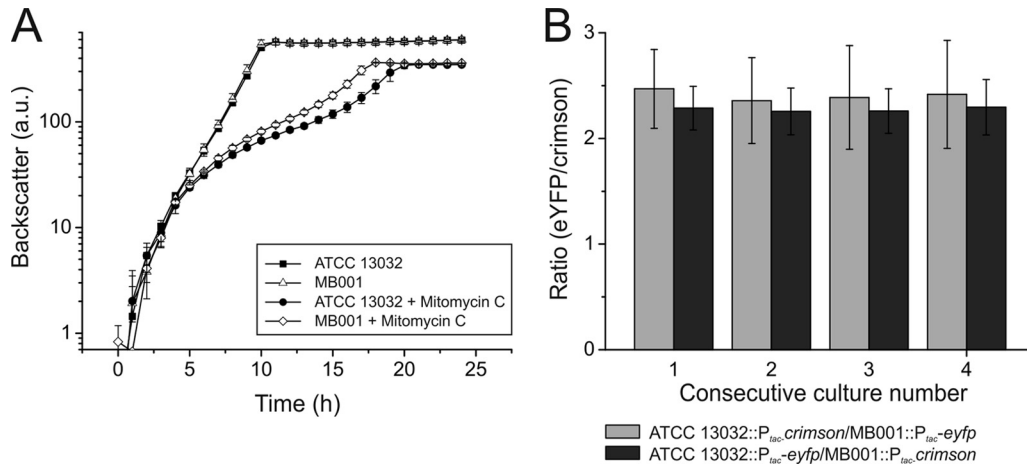 A
Backscatter (a.u.)
100
10
1
0 5 10 15 20 25
Time (h)
ATCC 13032
MB001
ATCC 13032 + Mitomycin C
MB001 + Mitomycin C
B
Ratio (eYFP/crimson)
3
2
1
0
1 2 3 4
Consecutive culture number
ATCC 13032::Ptac-crimson/MB001::Ptac-eyfp
ATCC 13032::Ptac-eyfp/MB001::Ptac-crimson